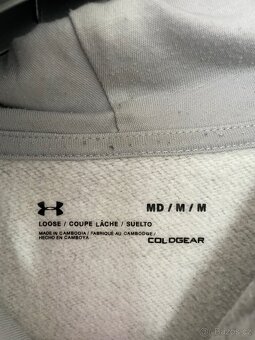 MD / M / M
LOOSE / COUPE LÂCHE / SUELTO
MADE IN CAMBODIA / FABRIQUÉ AU CAMBODGE /
HECHO EN CAMBOYA
COLDGEAR